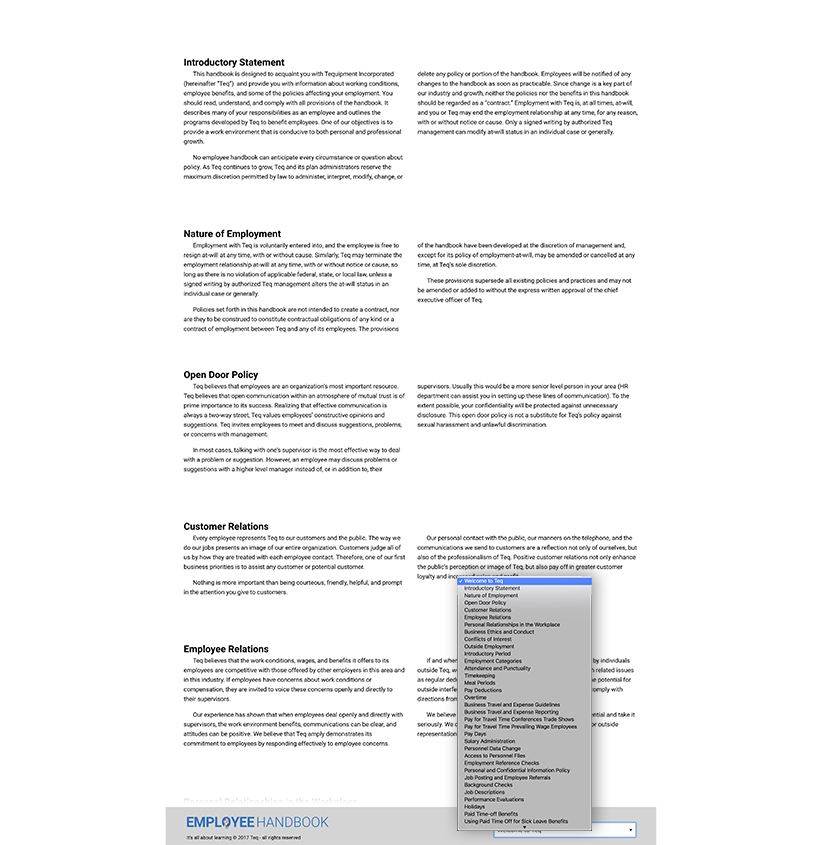 Introductory Statement
This handbook is designed to acquaint you with Tequipment Incorporated
(hereinafter "Teq") and provide you with information about working conditions,
employee benefits, and some of the policies affecting your employment. You
should read, understand, and comply with all provisions of the handbook. It
describes many of your responsibilities as an employee and outlines the
programs developed by Teq to benefit employees. One of our objectives is to
provide a work environment that is conducive to both personal and professional
growth.
No employee handbook can anticipate every circumstance or question about
policy. As Teq continues to grow, Teq and its plan administrators reserve the
maximum discretion permitted by law to administer, interpret, modify, change, or
delete any policy or portion of the handbook. Employees will be notified of any
changes to the handbook as soon as practicable. Since change is a key part of
our industry and growth, neither the policies nor the benefits in this handbook
should be regarded as a "contract." Employment with Teq is, at all times, at-will,
and you or Teq may end the employment relationship at any time, for any reason,
with or without notice or cause. Only a signed writing by authorized Teq
management can modify at-will status in an individual case or generally.
Nature of Employment
Employment with Teq is voluntarily entered into, and the employee is free to
resign at-will at any time, with or without cause. Similarly, Teq may terminate the
employment relationship at-will at any time, with or without notice or cause, so
long as there is no violation of applicable federal, state, or local law, unless a
signed writing by authorized Teq management alters the at-will status in an
individual case or generally.
Policies set forth in this handbook are not intended to create a contract, nor
are they to be construed to constitute contractual obligations of any kind or a
contract of employment between Teq and any of its employees. The provisions
of the handbook have been developed at the discretion of management and,
except for its policy of employment-at-will, may be amended or cancelled at any
time, at Teq's sole discretion.
These provisions supersede all existing policies and practices and may not
be amended or added to without the express written approval of the chief
executive officer of Teq.
Open Door Policy
Teq believes that employees are an organization's most important resource.
Teq believes that open communication within an atmosphere of mutual trust is of
prime importance to its success. Realizing that effective communication is
always a two-way street, Teq values employees' constructive opinions and
suggestions. Teq invites employees to meet and discuss suggestions, problems,
or concerns with management.
In most cases, talking with one's supervisor is the most effective way to deal
with a problem or suggestion. However, an employee may discuss problems or
suggestions with a higher level manager instead of, or in addition to, their
supervisors. Usually this would be a more senior level person in your area (HR
department can assist you in setting up these lines of communication). To the
extent possible, your confidentiality will be protected against unnecessary
disclosure. This open door policy is not a substitute for Teq's policy against
sexual harassment and unlawful discrimination.
Customer Relations
Every employee represents Teq to our customers and the public. The way we
do our jobs presents an image of our entire organization. Customers judge all of
us by how they are treated with each employee contact. Therefore, one of our first
business priorities is to assist any customer or potential customer.
Nothing is more important than being courteous, friendly, helpful, and prompt
in the attention you give to customers.
Our personal contact with the public, our manners on the telephone, and the
communications we send to customers are a reflection not only of ourselves, but
also of the professionalism of Teq. Positive customer relations not only enhance
the public's perception or image of Teq, but also pay off in greater customer
loyalty and
Employee Relations
Teq believes that the work conditions, wages, and benefits it offers to its
employees are competitive with those offered by other employers in this area and
in this industry. If employees have concerns about work conditions or
compensation, they are invited to voice these concerns openly and directly to
their supervisors.
Our experience has shown that when employees deal openly and directly with
supervisors, the work environment benefits, communications can be clear, and
attitudes can be positive. We believe that Teq amply demonstrates its
commitment to employees by responding effectively to employee concerns.
If and when by individuals
outside Teq, related issues
as regular potential for
outside comply with
directions from
We believe and take it
seriously. We or outside
representation
Welcome to Teq
Introductory Statement
Nature of Employment
Open Door Policy
Customer Relations
Employee Relations
Personal Relationships in the Workplace
Business Ethics and Conduct
Conflicts of Interest
Outside Employment
Introductory Period
Employment Categories
Attendance and Punctuality
Timekeeping
Meal Periods
Pay Deductions
Overtime
Business Travel and Expense Guidelines
Business Travel and Expense Reporting
Pay for Travel Time Conferences Trade Shows
Pay for Travel Time Prevailing Wage Employees
Pay Days
Salary Administration
Personnel Data Change
Access to Personnel Files
Employment Reference Checks
Personal and Confidential Information Policy
Job Posting and Employee Referrals
Background Checks
Job Descriptions
Performance Evaluations
Holidays
Paid Time-off Benefits
Using Paid Time Off for Sick Leave Benefits
Personal Relationships in the Workplace
EMPLOYEE HANDBOOK
it's all about learning © 2017 Teq - all rights reserved
Welcome to Teq